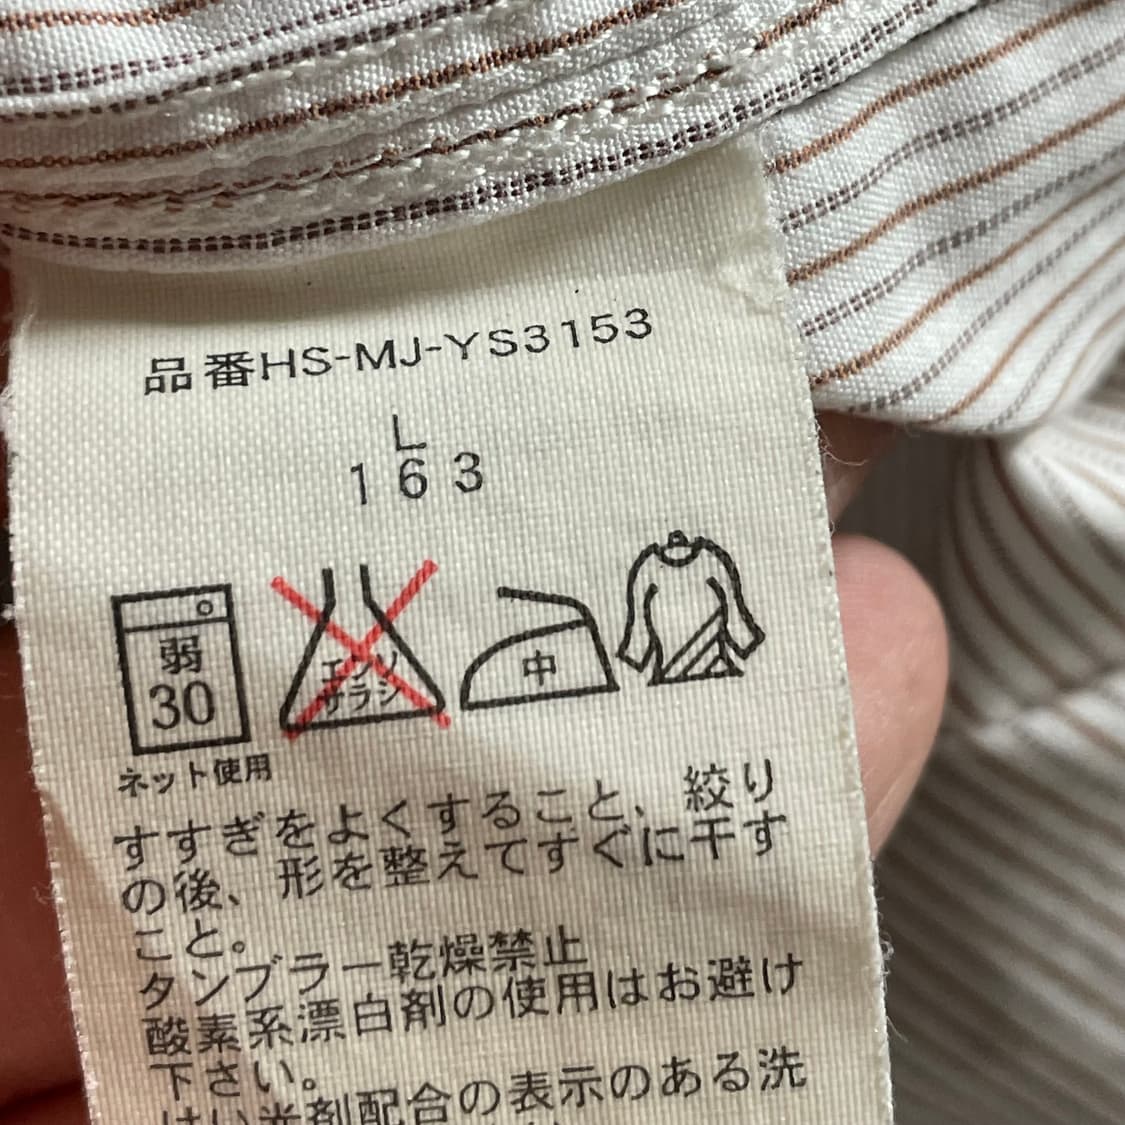 品番HS-MJ-YS3153
L
163
弱
30
エンソ
サラシ
中
ネット使用
すすぎをよくすること、絞り
の後、形を整えてすぐに干す
こと。
タンブラー乾燥禁止
酸素系漂白剤の使用はお避け
下さい。
けい光剤配合の表示のある洗